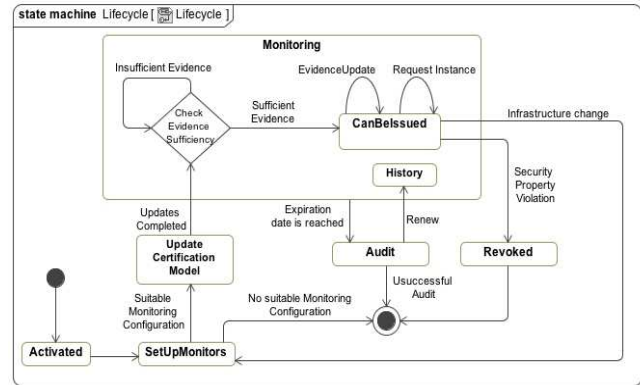 state machine Lifecycle [ Lifecycle ]
Monitoring
Insufficient Evidence
EvidenceUpdate
Request Instance
Check
Evidence
Sufficiency
Sufficient
Evidence
CanBeIssued
Infrastructure change
History
Security
Property
Violation
Updates
Completed
Expiration
date is reached
Renew
Update
Certification
Model
Audit
Revoked
Suitable
Monitoring
Configuration
No suitable Monitoring
Configuration
Usuccessful
Audit
Activated
SetUpMonitors